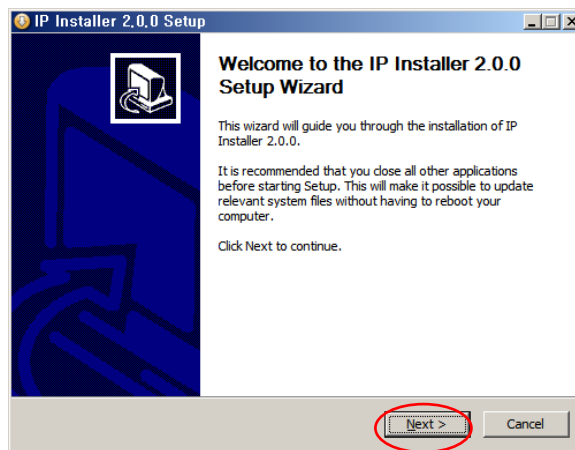 IP Installer 2,0,0 Setup
Welcome to the IP Installer 2.0.0
Setup Wizard
This wizard will guide you through the installation of IP
Installer 2.0.0.
It is recommended that you close all other applications
before starting Setup. This will make it possible to update
relevant system files without having to reboot your
computer.
Click Next to continue.
Next > Cancel